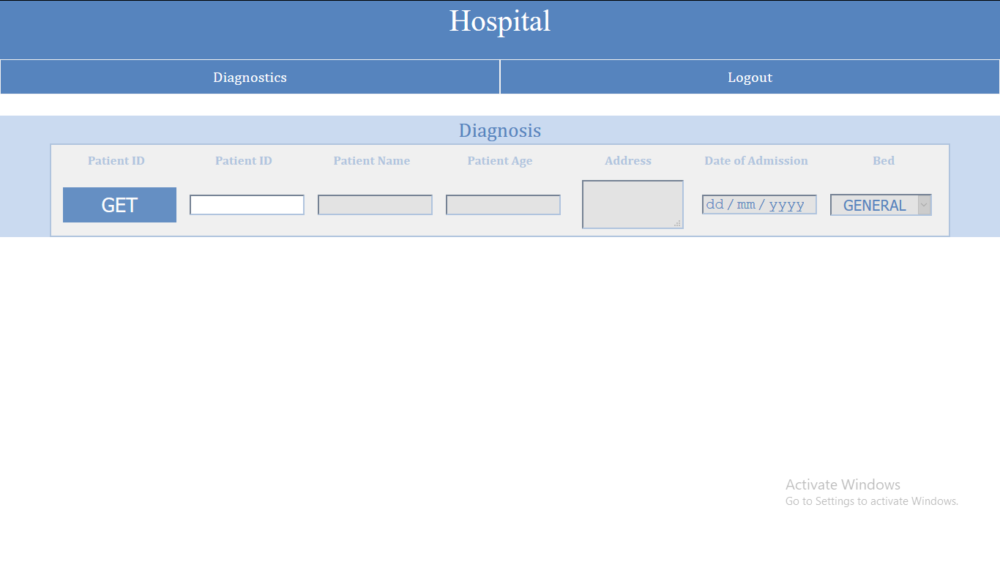 Hospital
Diagnostics Logout
Diagnosis
Patient ID Patient ID Patient Name Patient Age Address Date of Admission Bed
GET dd / mm / yyyy GENERAL
Activate Windows
Go to Settings to activate Windows.